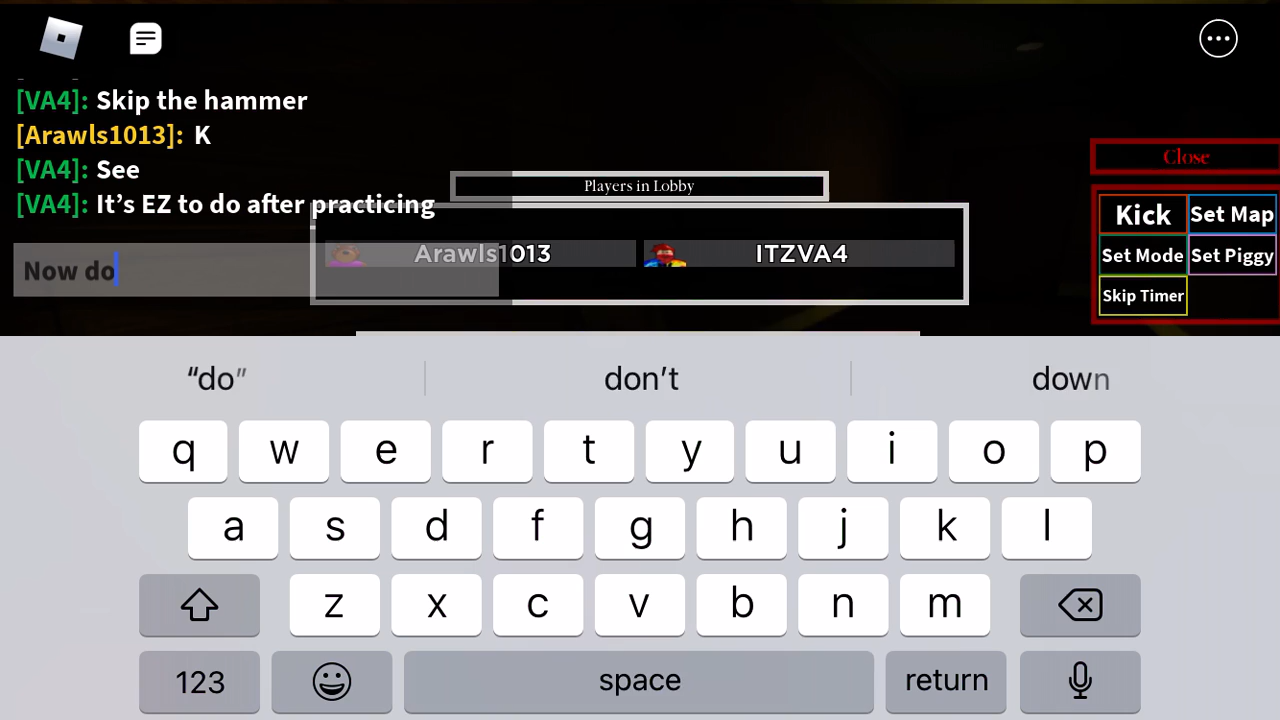 [VA4]: Skip the hammer
[Arawls1013]: K
[VA4]: See
[VA4]: It’s EZ to do after practicing
Now do
Players in Lobby
Arawls1013 ITZVA4
Close
Kick Set Map
Set Mode Set Piggy
Skip Timer
“do” don’t down
q w e r t y u i o p
a s d f g h j k l
z x c v b n m
123 space return